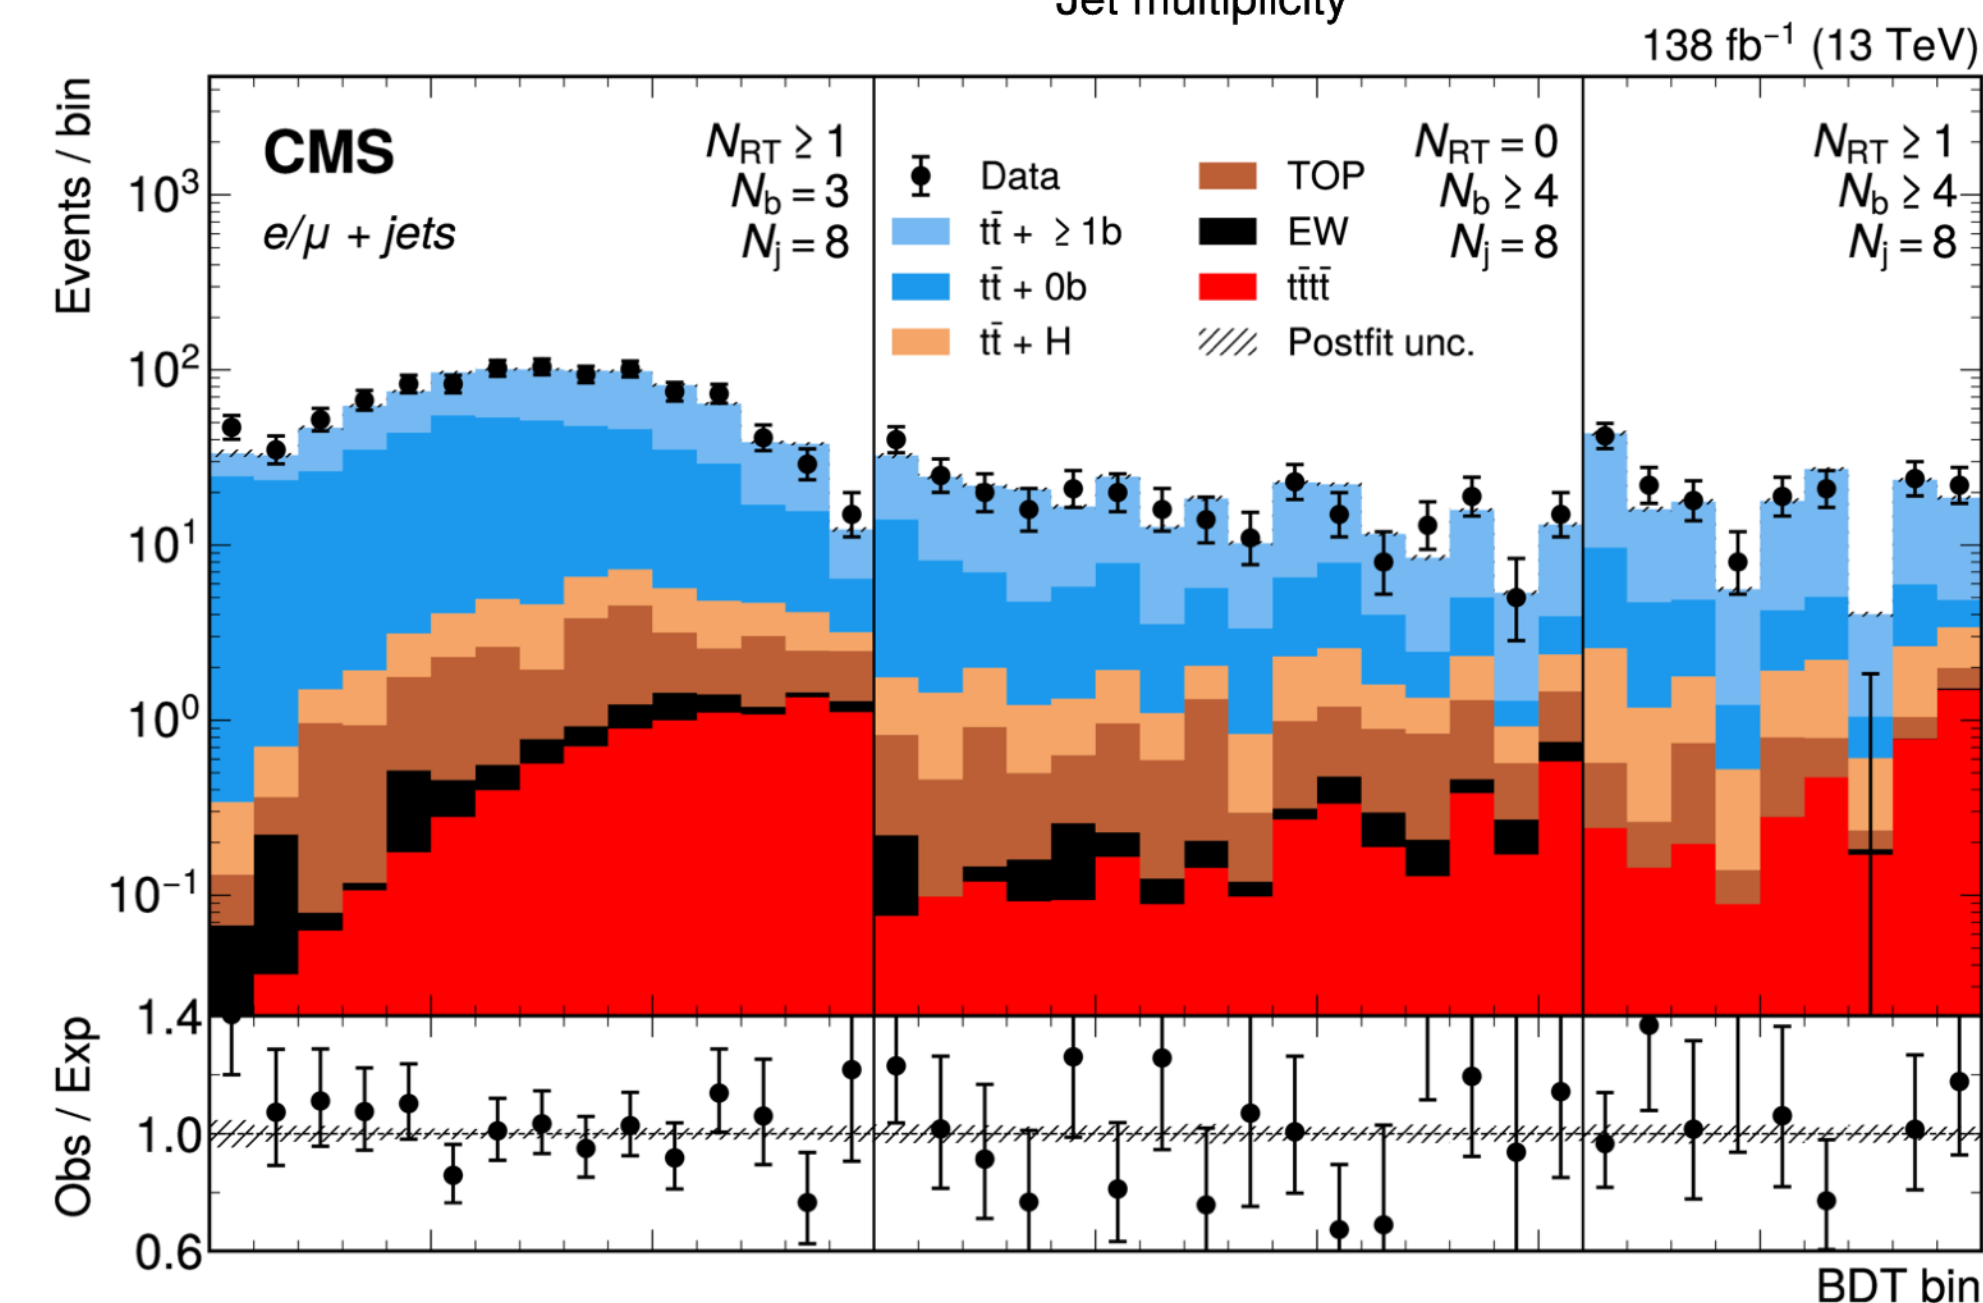 Jet multiplicity
138 fb⁻¹ (13 TeV)
Events / bin
10³
10²
10¹
10⁰
10⁻¹
CMS
e/μ + jets
N_RT ≥ 1
N_b = 3
N_j = 8
Data
tt̄ + ≥ 1b
tt̄ + 0b
tt̄ + H
TOP
EW
tt̄tt̄
Postfit unc.
N_RT = 0
N_b ≥ 4
N_j = 8
N_RT ≥ 1
N_b ≥ 4
N_j = 8
Obs / Exp
1.4
1.0
0.6
BDT bin